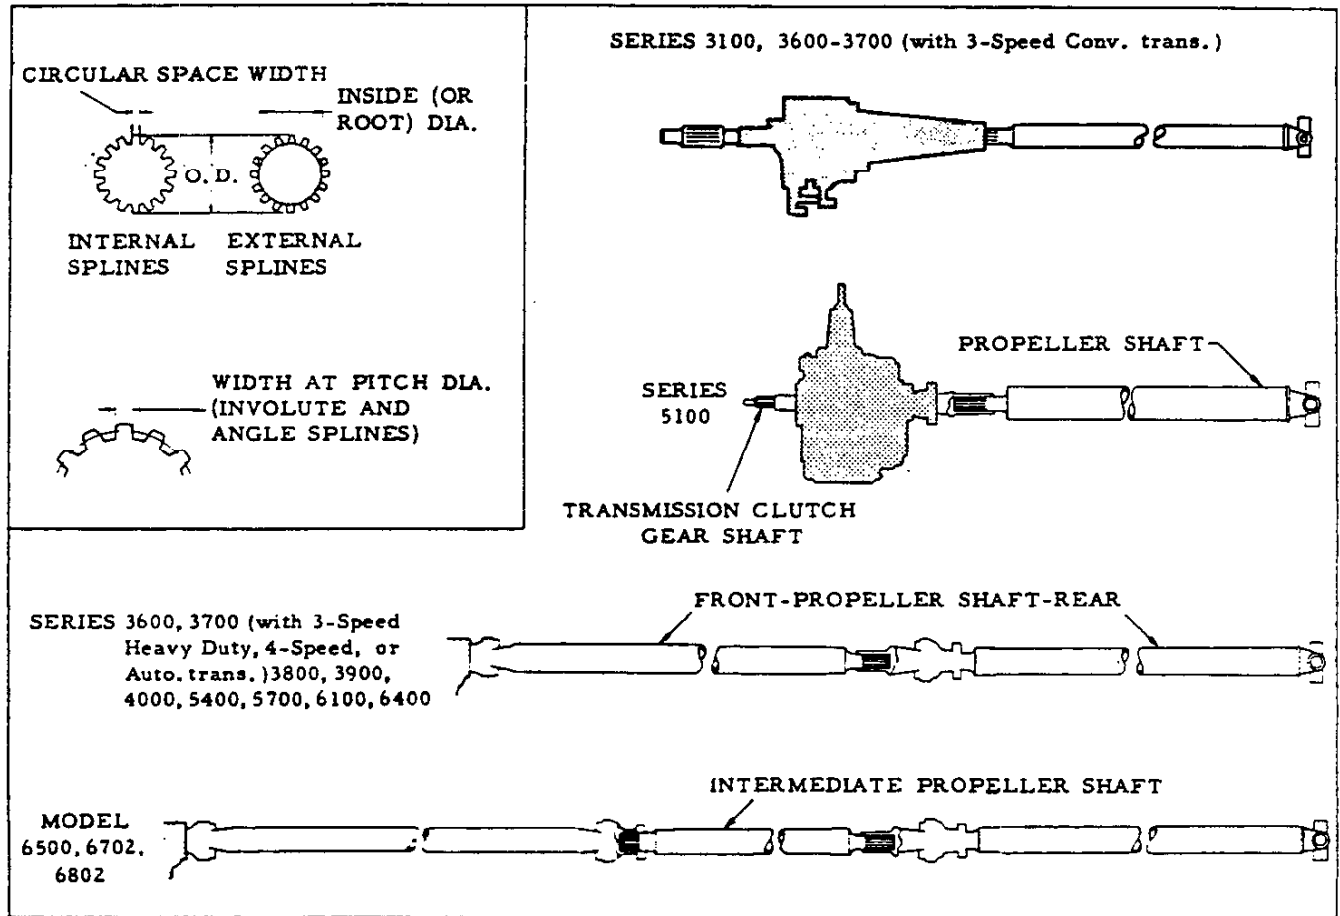 CIRCULAR SPACE WIDTH
INSIDE (OR
ROOT) DIA.
O. D.
INTERNAL
SPLINES
EXTERNAL
SPLINES
WIDTH AT PITCH DIA.
(INVOLUTE AND
ANGLE SPLINES)
SERIES 3100, 3600-3700 (with 3-Speed Conv. trans.)
PROPELLER SHAFT
SERIES
5100
TRANSMISSION CLUTCH
GEAR SHAFT
FRONT-PROPELLER SHAFT-REAR
SERIES 3600, 3700 (with 3-Speed
Heavy Duty, 4-Speed, or
Auto. trans.)3800, 3900,
4000, 5400, 5700, 6100, 6400
INTERMEDIATE PROPELLER SHAFT
MODEL
6500, 6702,
6802